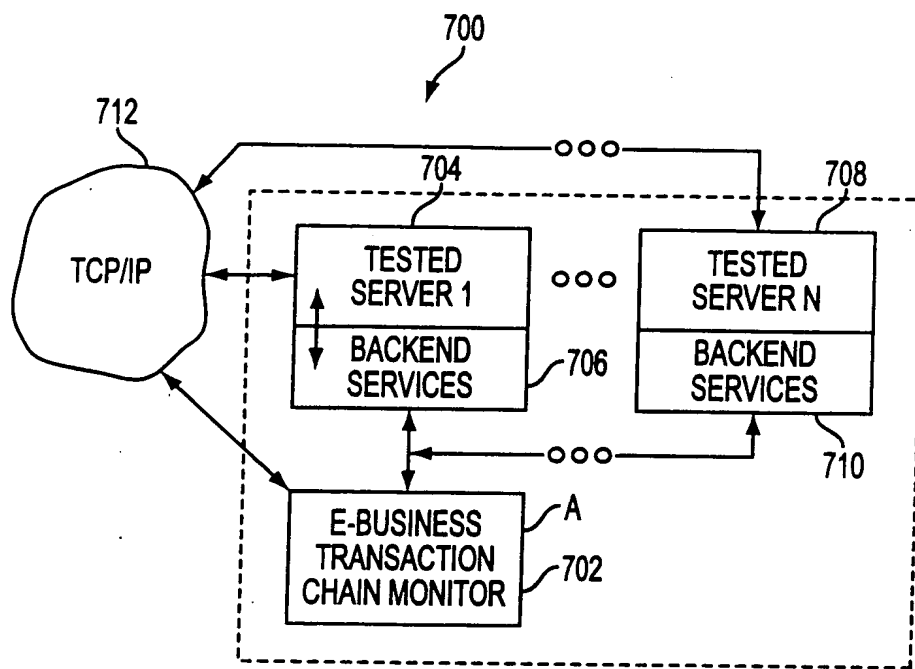 700
712
704
708
TCP/IP
TESTED
SERVER 1
TESTED
SERVER N
BACKEND
SERVICES
706
BACKEND
SERVICES
710
E-BUSINESS
TRANSACTION
CHAIN MONITOR
A
702